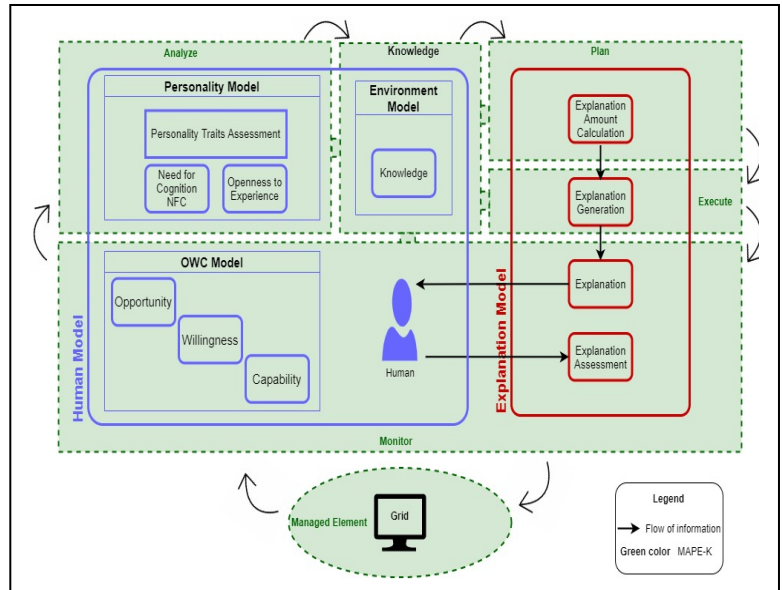 Analyze
Knowledge
Plan
Personality Model
Personality Traits Assessment
Need for
Cognition
NFC
Openness to
Experience
Environment
Model
Knowledge
Explanation
Amount
Calculation
Explanation
Generation
Execute
OWC Model
Opportunity
Willingness
Capability
Human
Explanation
Explanation
Assessment
Human Model
Explanation Model
Monitor
Managed Element
Grid
Legend
Flow of information
Green color MAPE-K